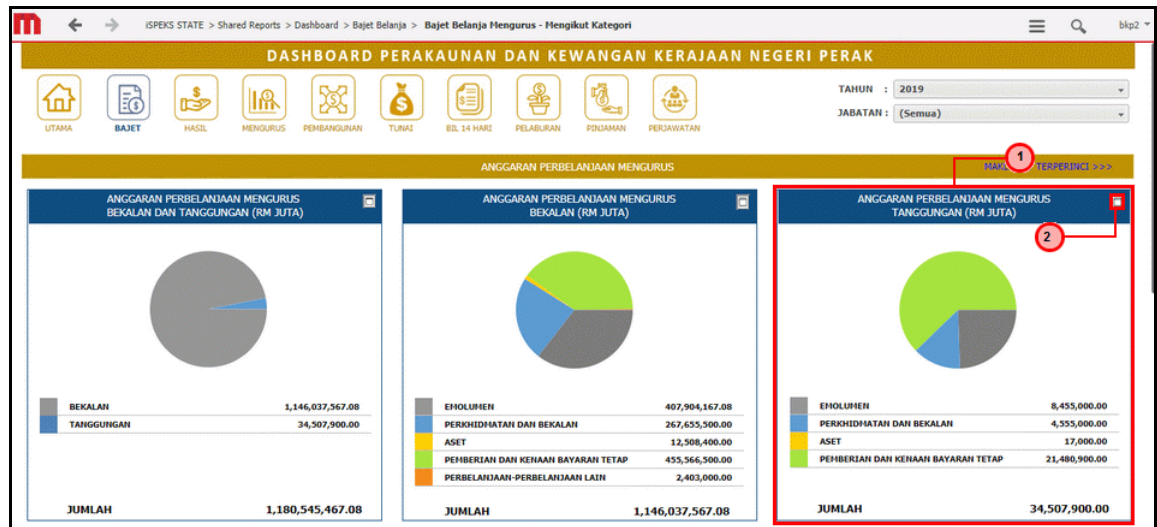 iSPEKS STATE > Shared Reports > Dashboard > Bajet Belanja > Bajet Belanja Mengurus - Mengikut Kategori
bkp2
DASHBOARD PERAKAUNAN DAN KEWANGAN KERAJAAN NEGERI PERAK
UTAMA BAJET HASIL MENGURUS PEMBANGUNAN TUNAI BIL 14 HARI PELABURAN PINJAMAN PERJAWATAN
TAHUN : 2019
JABATAN : (Semua)
ANGGARAN PERBELANJAAN MENGURUS
TERPERINCI >>>
1
ANGGARAN PERBELANJAAN MENGURUS
BEKALAN DAN TANGGUNGAN (RM JUTA)
BEKALAN 1,146,037,567.08
TANGGUNGAN 34,507,900.00
JUMLAH 1,180,545,467.08
ANGGARAN PERBELANJAAN MENGURUS
BEKALAN (RM JUTA)
EMOLUMEN 407,904,167.08
PERKHIDMATAN DAN BEKALAN 267,655,500.00
ASET 12,508,400.00
PEMBERIAN DAN KENAAN BAYARAN TETAP 455,566,500.00
PERBELANJAAN-PERBELANJAAN LAIN 2,403,000.00
JUMLAH 1,146,037,567.08
ANGGARAN PERBELANJAAN MENGURUS
TANGGUNGAN (RM JUTA)
2
EMOLUMEN 8,455,000.00
PERKHIDMATAN DAN BEKALAN 4,555,000.00
ASET 17,000.00
PEMBERIAN DAN KENAAN BAYARAN TETAP 21,480,900.00
JUMLAH 34,507,900.00